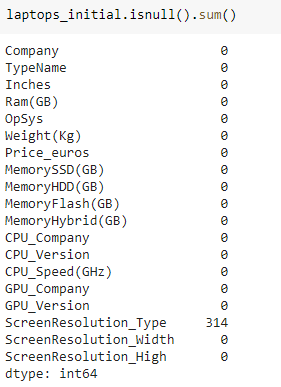 laptops_initial.isnull().sum()
Company 0
TypeName 0
Inches 0
Ram(GB) 0
OpSys 0
Weight(Kg) 0
Price_euros 0
MemorySSD(GB) 0
MemoryHDD(GB) 0
MemoryFlash(GB) 0
MemoryHybrid(GB) 0
CPU_Company 0
CPU_Version 0
CPU_Speed(GHz) 0
GPU_Company 0
GPU_Version 0
ScreenResolution_Type 314
ScreenResolution_Width 0
ScreenResolution_High 0
dtype: int64